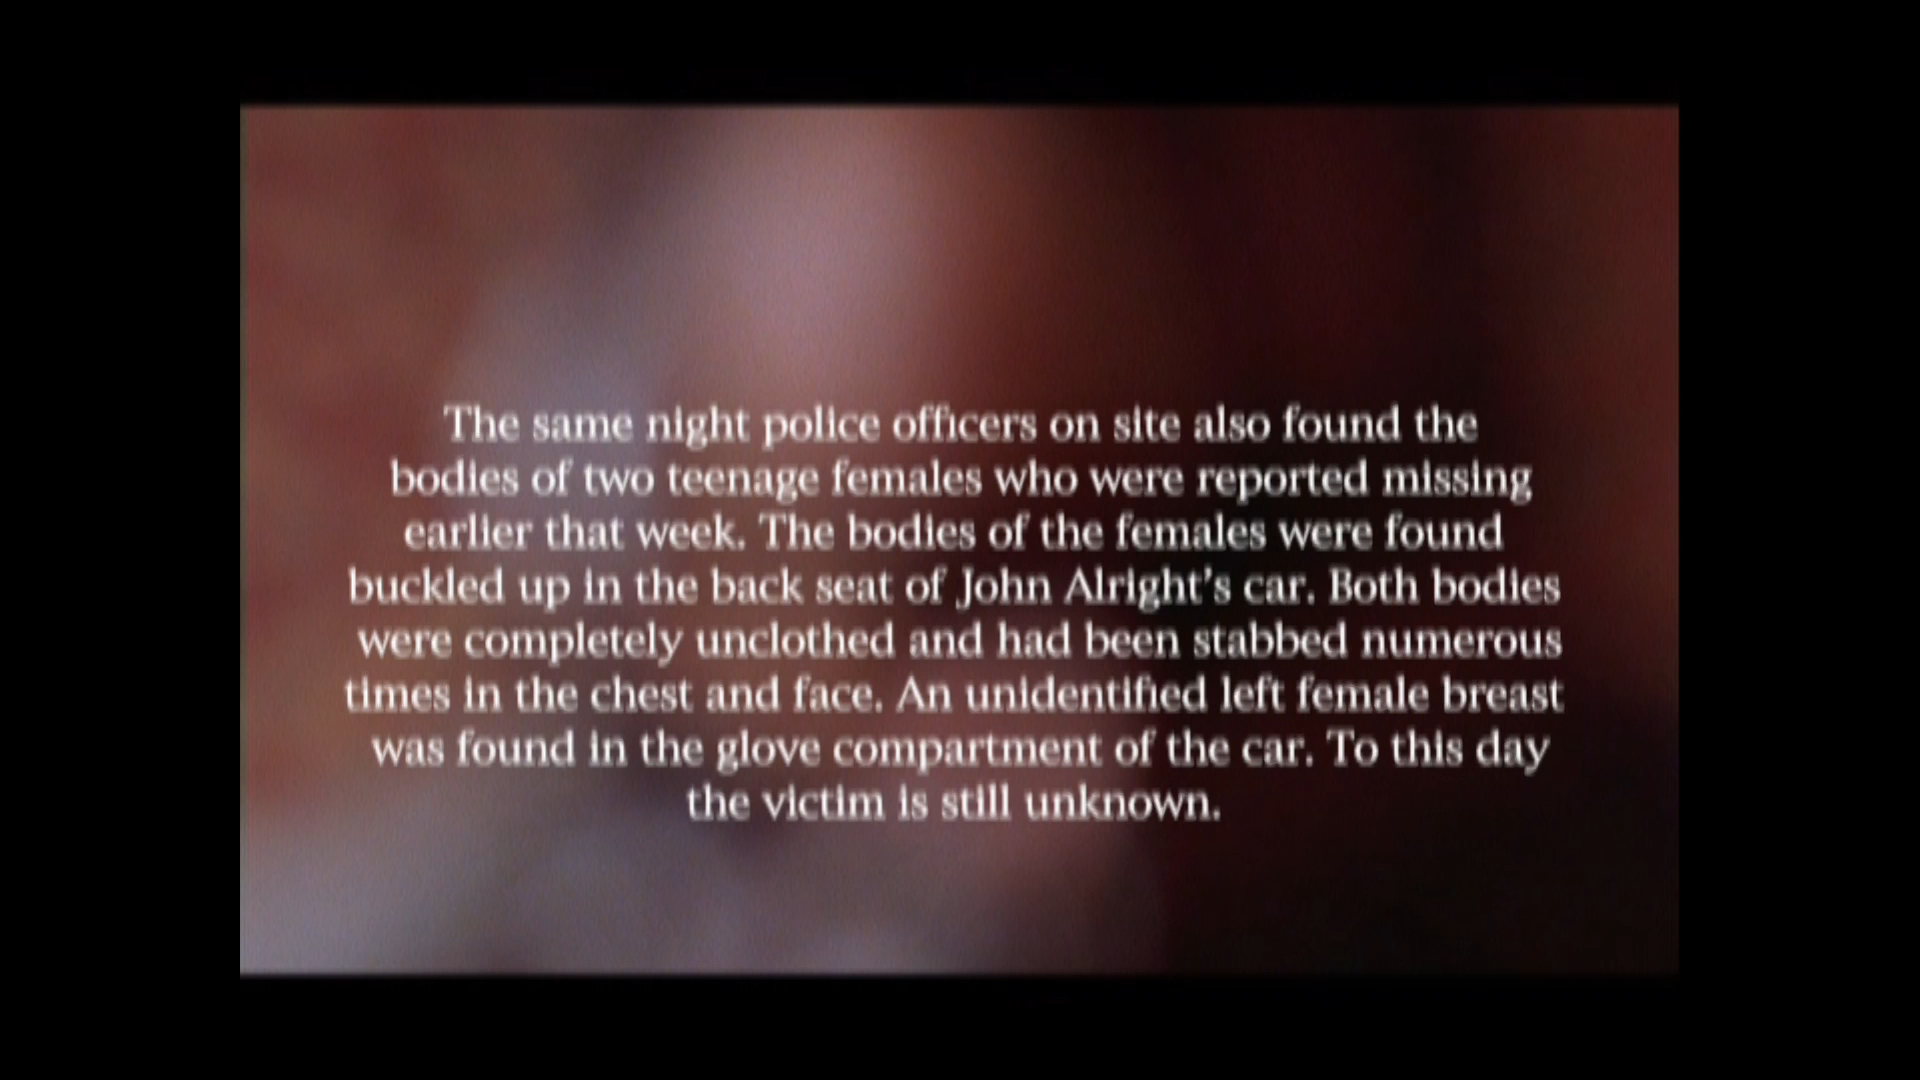 The same night police officers on site also found the
bodies of two teenage females who were reported missing
earlier that week. The bodies of the females were found
buckled up in the back seat of John Alright’s car. Both bodies
were completely unclothed and had been stabbed numerous
times in the chest and face. An unidentified left female breast
was found in the glove compartment of the car. To this day
the victim is still unknown.